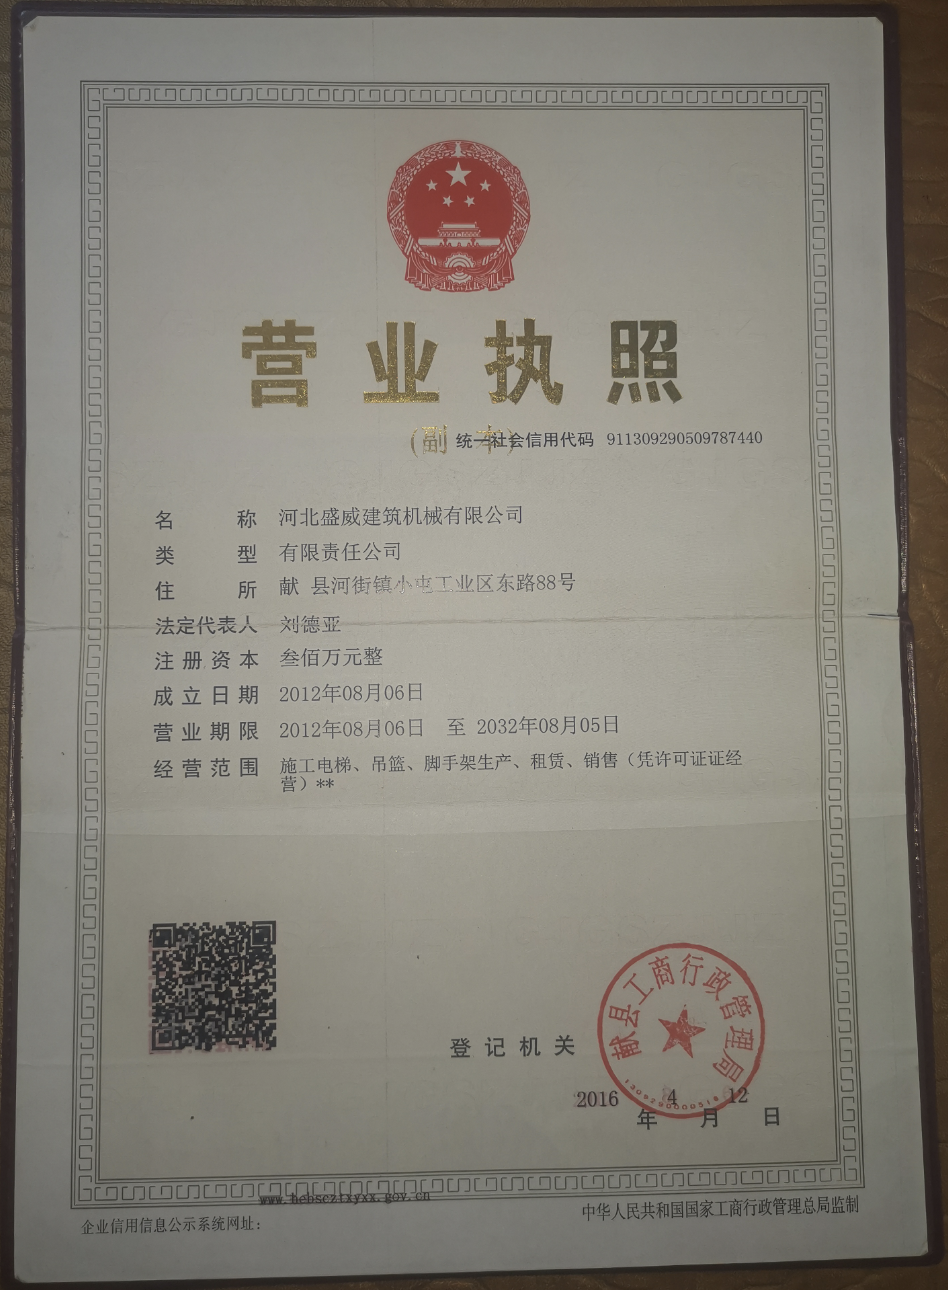 营业执照
(副 本)
统一社会信用代码 911309290509787440
名称 河北盛威建筑机械有限公司
类型 有限责任公司
住所 献 县河街镇小屯工业区东路88号
法定代表人 刘德亚
注册资本 叁佰万元整
成立日期 2012年08月06日
营业期限 2012年08月06日 至 2032年08月05日
经营范围 施工电梯、吊篮、脚手架生产、租赁、销售（凭许可证证经
营）**
献县工商行政管理局
登记机关
2016年4月12日
www.hebscztxyxx.gov.cn
企业信用信息公示系统网址：
中华人民共和国国家工商行政管理总局监制